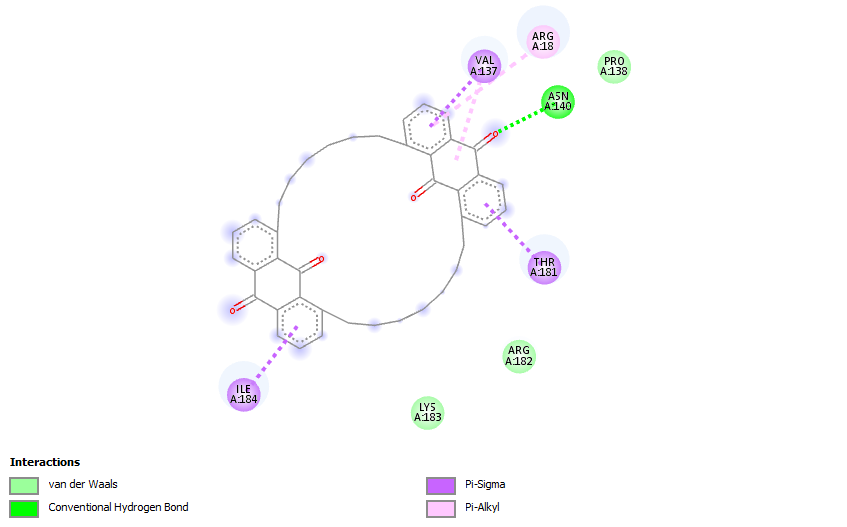 ARG
A:18
VAL
A:137
PRO
A:138
ASN
A:140
O
O
THR
A:181
O
O
ARG
A:182
ILE
A:184
LYS
A:183
Interactions
van der Waals
Conventional Hydrogen Bond
Pi-Sigma
Pi-Alkyl